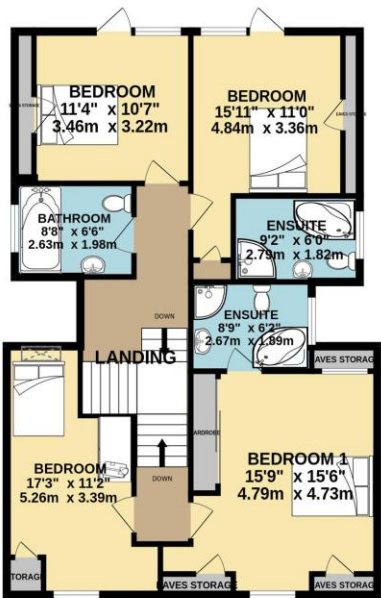 BEDROOM
11'4" x 10'7"
3.46m x 3.22m
BEDROOM
15'11" x 11'0"
4.84m x 3.36m
EAVES STORAGE
BATHROOM
8'8" x 6'6"
2.63m x 1.98m
ENSUITE
9'2" x 6'0"
2.79m x 1.82m
ENSUITE
8'9" x 6'2"
2.67m x 1.89m
DOWN
LANDING
AVES STORAGE
ARDROBE
BEDROOM
17'3" x 11'2"
5.26m x 3.39m
DOWN
BEDROOM 1
15'9" x 15'6"
4.79m x 4.73m
TORAGE
EAVES STORAGE
EAVES STORAGE